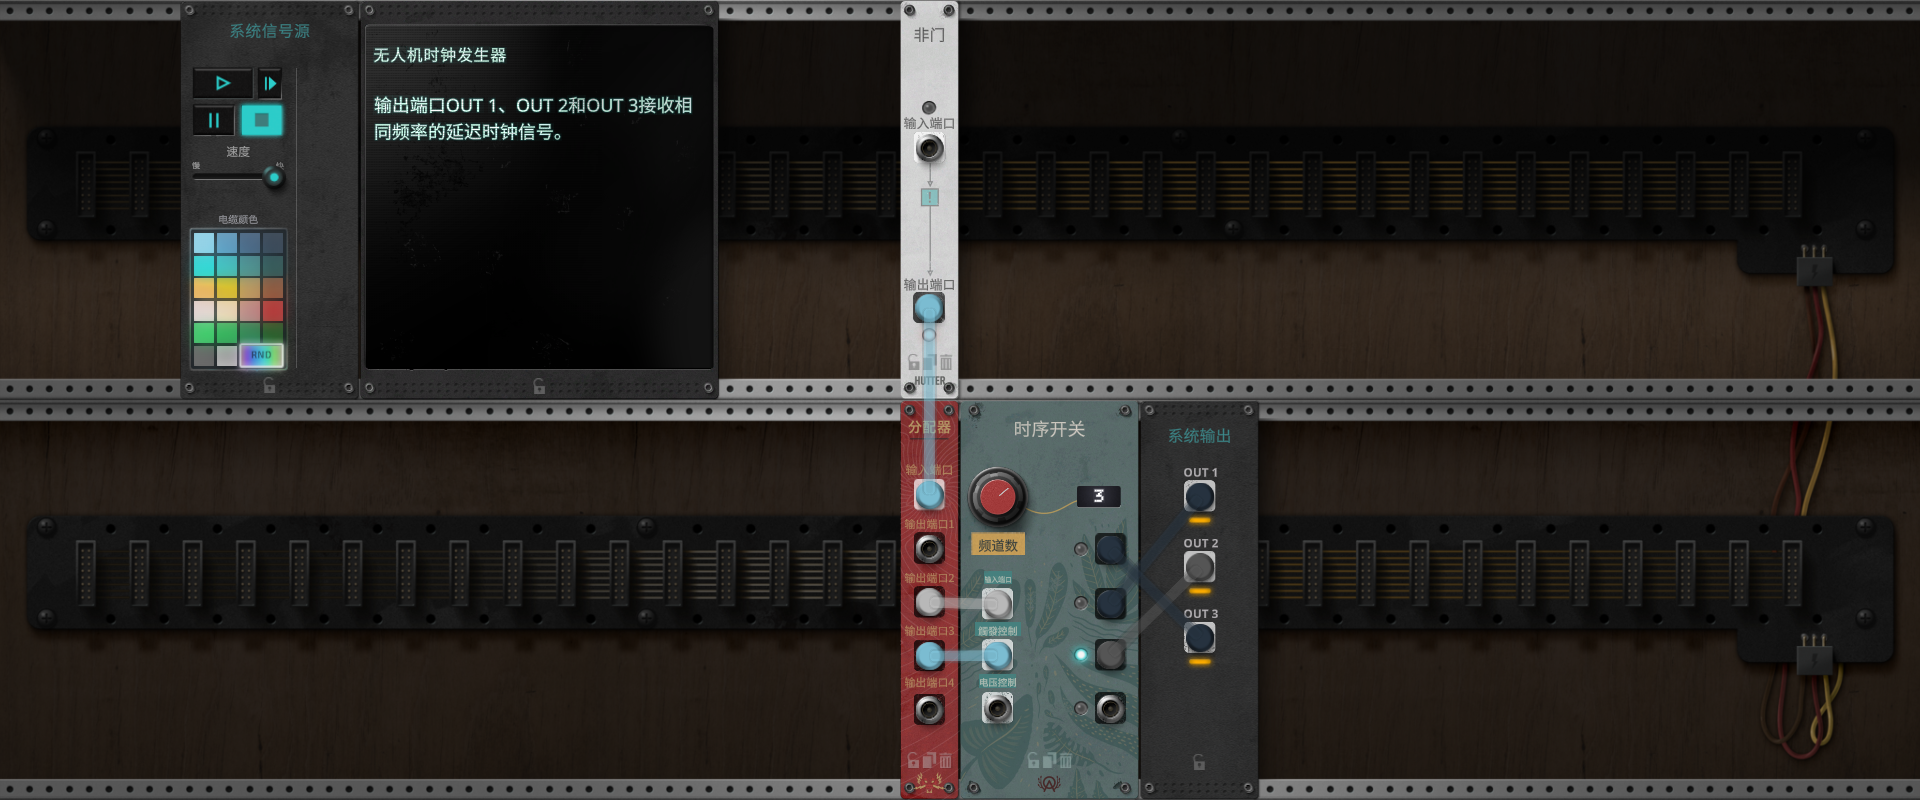 系统信号源
速度
慢
快
电缆颜色
RND
无人机时钟发生器
输出端口OUT 1、OUT 2和OUT 3接收相
同频率的延迟时钟信号。
非门
输入端口
!
输出端口
HUTTER
分配器
输入端口
输出端口1
输出端口2
输出端口3
输出端口4
时序开关
3
频道数
输入端口
觸發控制
电压控制
系统输出
OUT 1
OUT 2
OUT 3